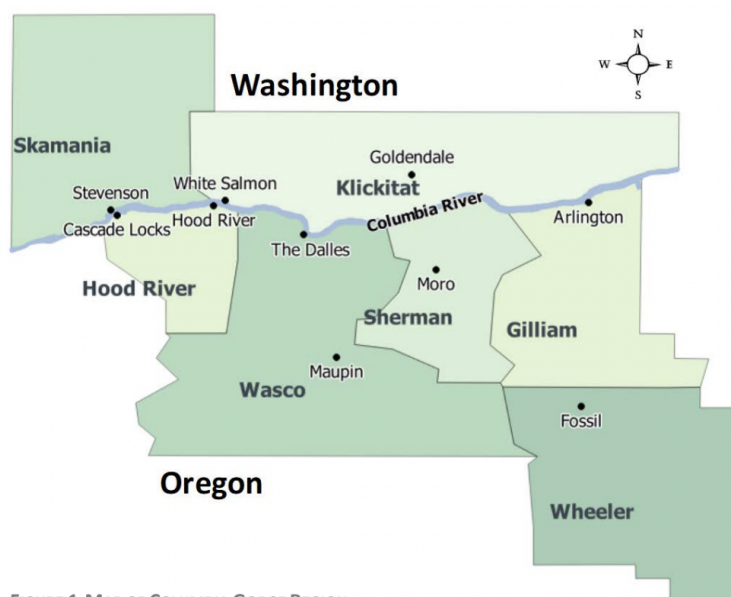 N
W E
S
Washington
Skamania
Goldendale
Stevenson
White Salmon
Klickitat
Columbia River
Cascade Locks
Hood River
Arlington
The Dalles
Hood River
Moro
Sherman
Gilliam
Maupin
Wasco
Fossil
Oregon
Wheeler